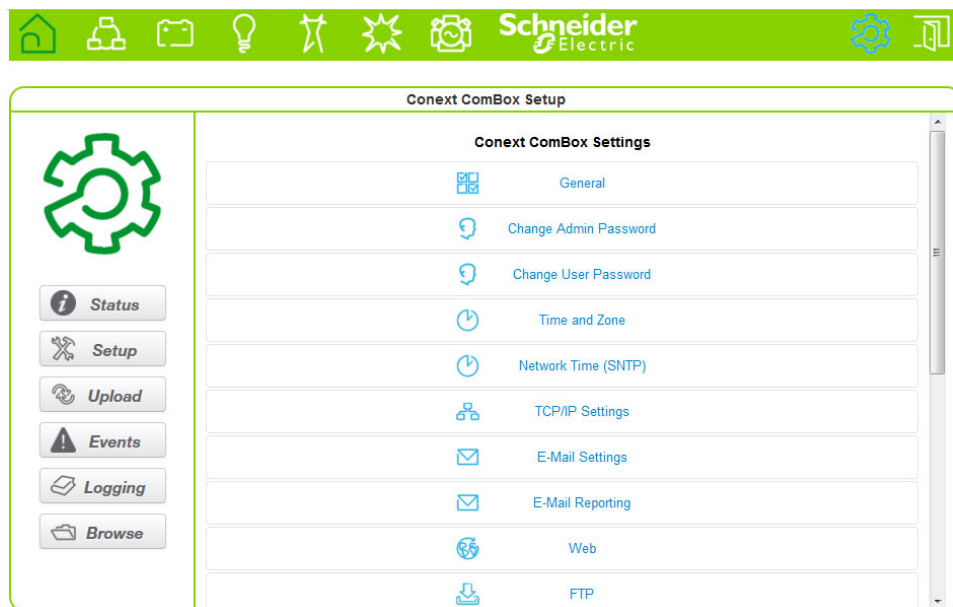 Schneider
Electric
Conext ComBox Setup
Status
Setup
Upload
Events
Logging
Browse
Conext ComBox Settings
General
Change Admin Password
Change User Password
Time and Zone
Network Time (SNTP)
TCP/IP Settings
E-Mail Settings
E-Mail Reporting
Web
FTP